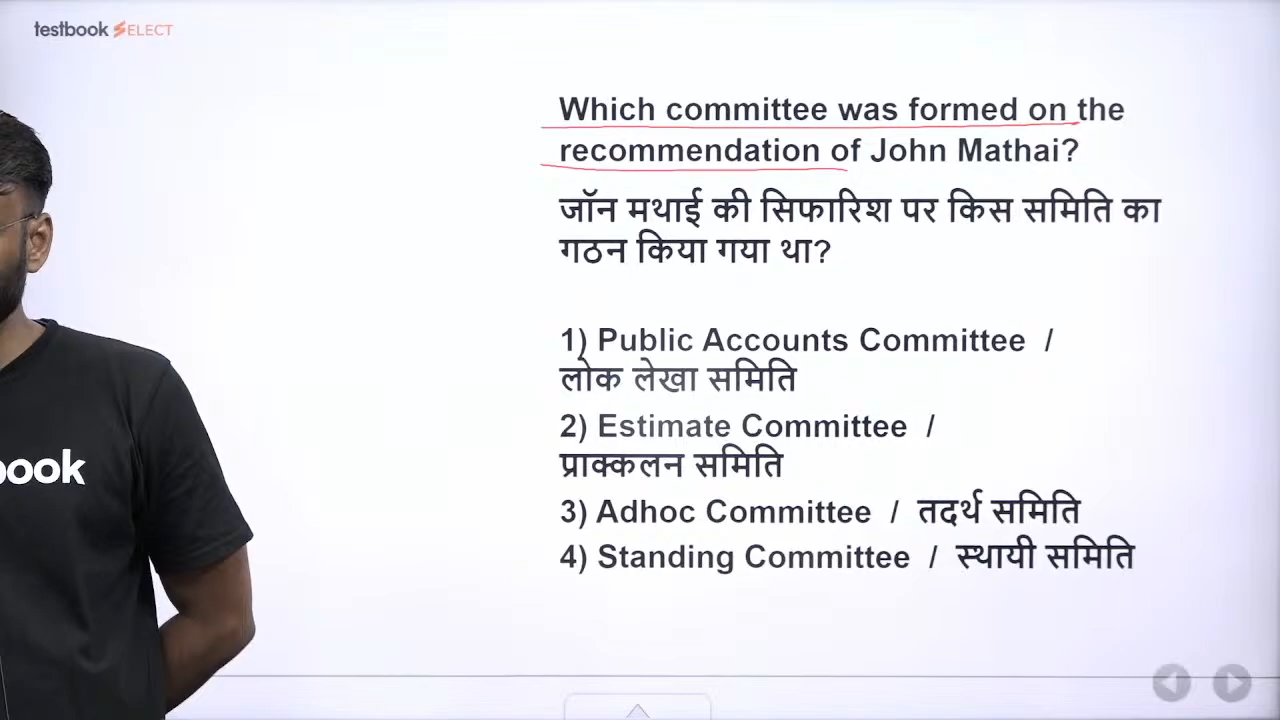 testbook SELECT
Which committee was formed on the
recommendation of John Mathai?
जॉन मथाई की सिफारिश पर किस समिति का
गठन किया गया था?
1) Public Accounts Committee /
लोक लेखा समिति
2) Estimate Committee /
प्राक्कलन समिति
3) Adhoc Committee / तदर्थ समिति
4) Standing Committee / स्थायी समिति
book